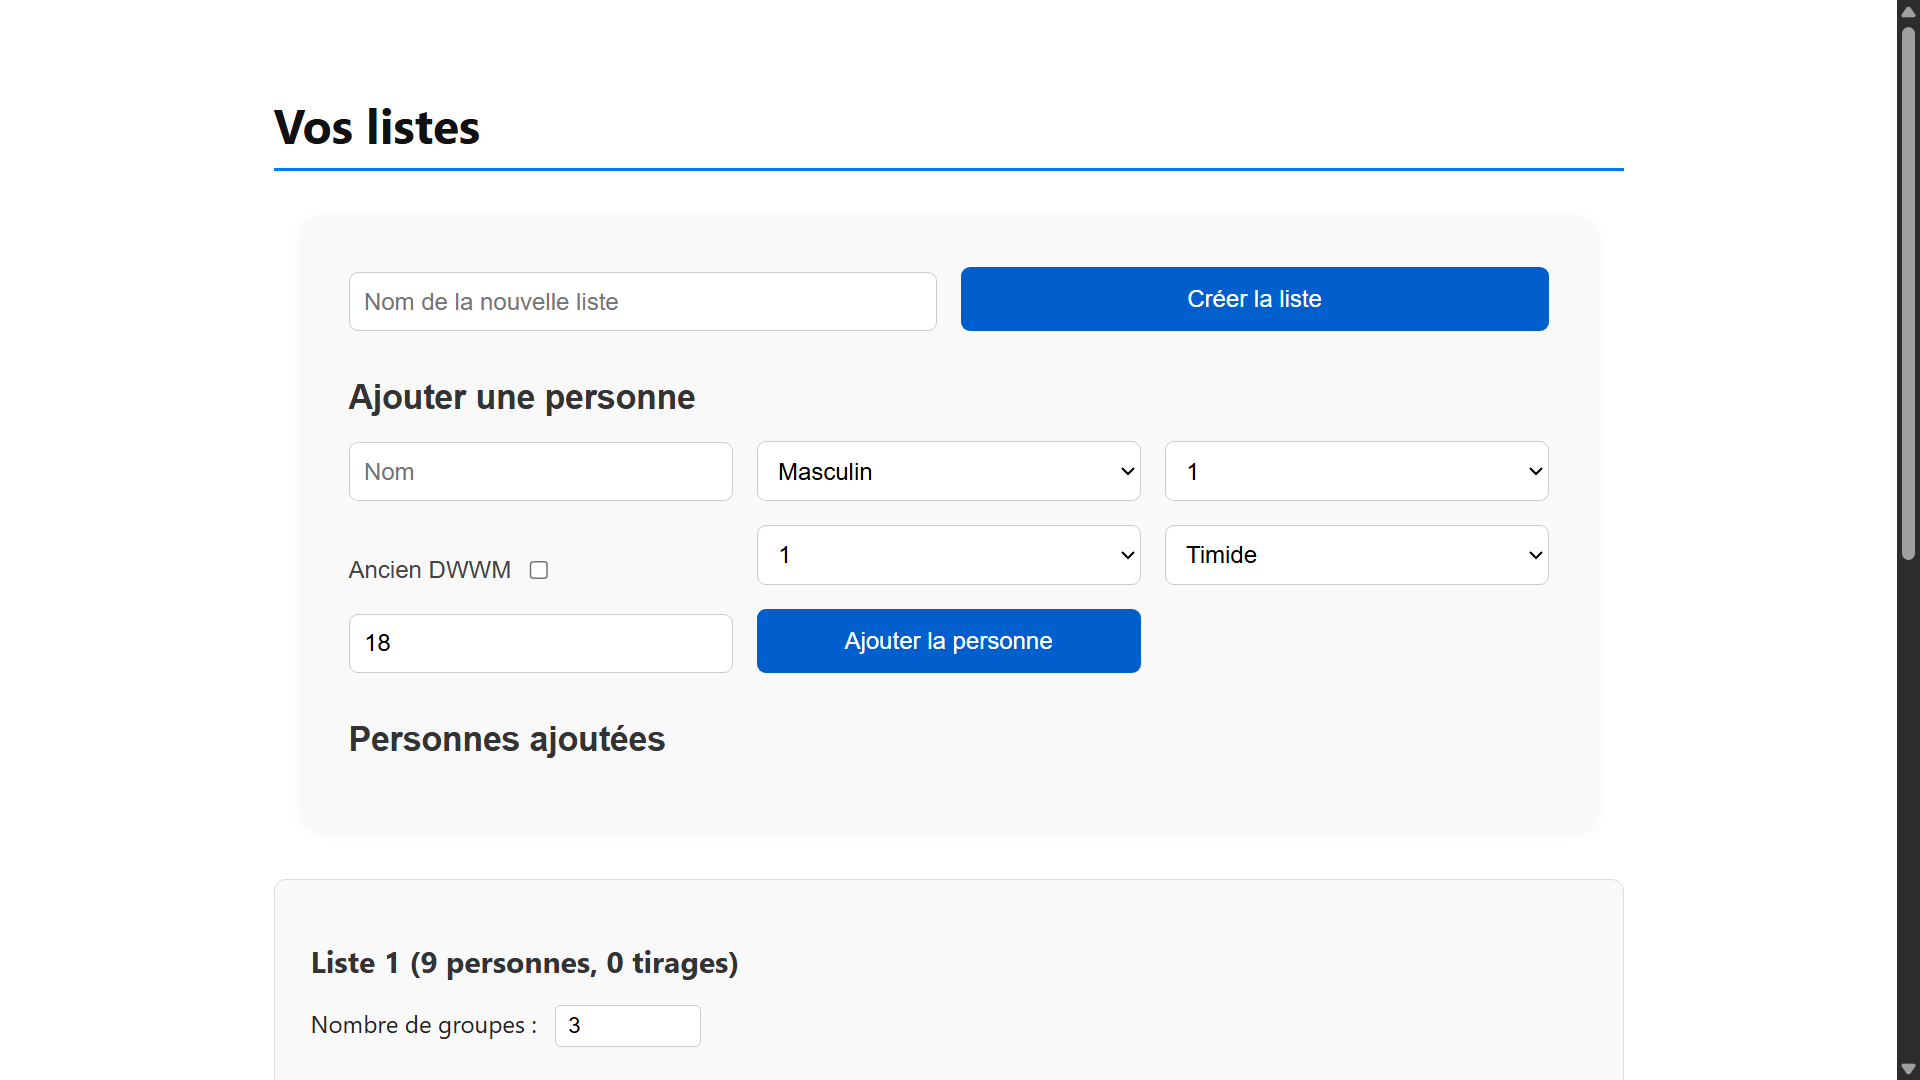 Vos listes
Nom de la nouvelle liste
Créer la liste
Ajouter une personne
Nom
Masculin
1
Ancien DWWM
1
Timide
18
Ajouter la personne
Personnes ajoutées
Liste 1 (9 personnes, 0 tirages)
Nombre de groupes : 3